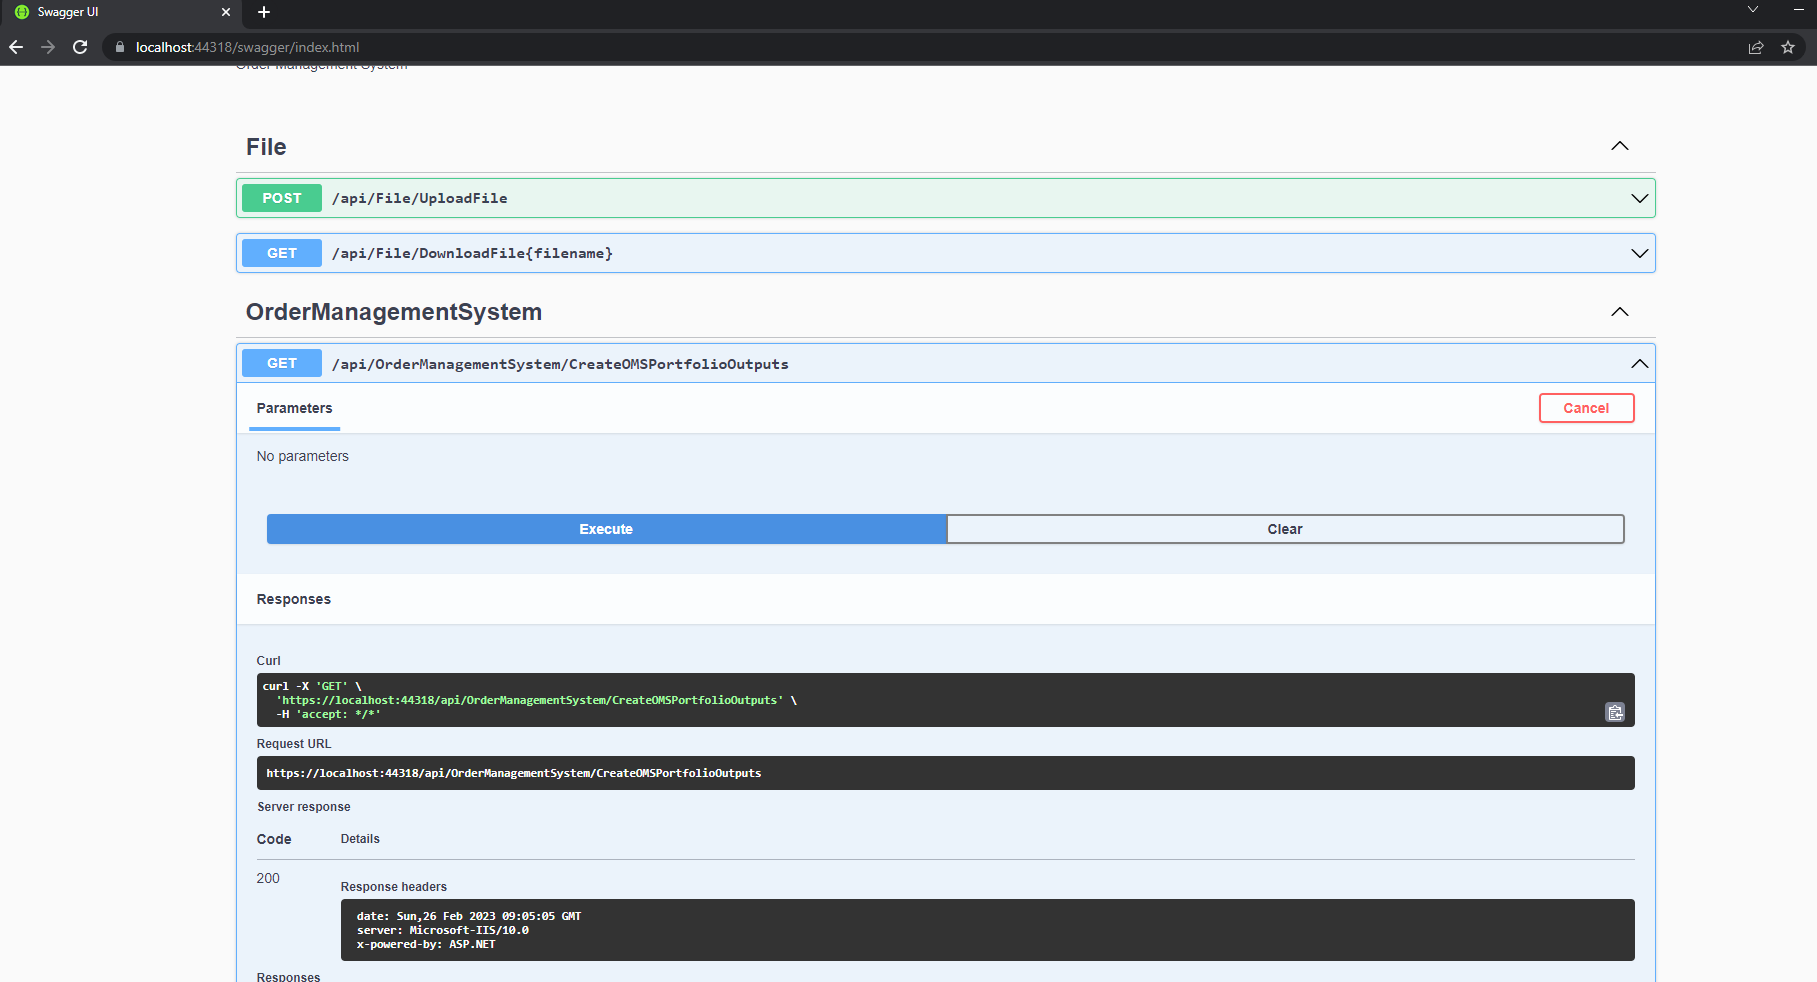 Swagger UI
localhost:44318/swagger/index.html
Order Management System
File
POST /api/File/UploadFile
GET /api/File/DownloadFile{filename}
OrderManagementSystem
GET /api/OrderManagementSystem/CreateOMSPortfolioOutputs
Parameters Cancel
No parameters
Execute Clear
Responses
Curl
curl -X 'GET' \
'https://localhost:44318/api/OrderManagementSystem/CreateOMSPortfolioOutputs' \
-H 'accept: */*'
Request URL
https://localhost:44318/api/OrderManagementSystem/CreateOMSPortfolioOutputs
Server response
Code Details
200
Response headers
date: Sun,26 Feb 2023 09:05:05 GMT
server: Microsoft-IIS/10.0
x-powered-by: ASP.NET
Responses